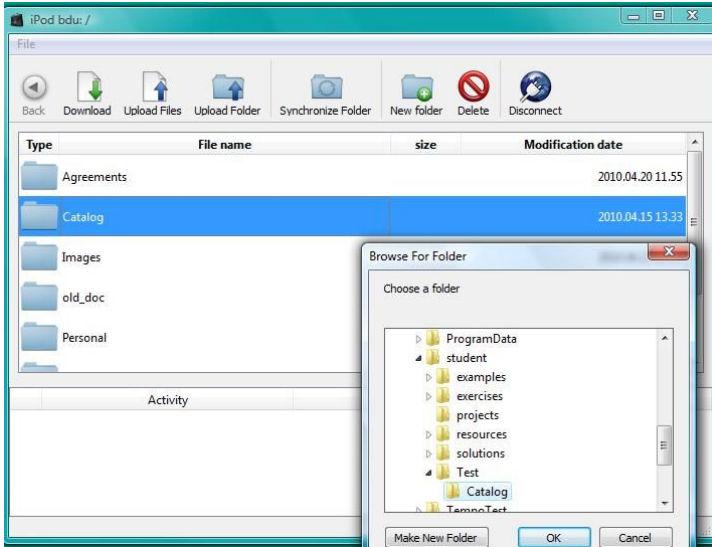 iPod bdu: /
File
Back Download Upload Files Upload Folder Synchronize Folder New folder Delete Disconnect
Type File name size Modification date
Agreements 2010.04.20 11.55
Catalog 2010.04.15 13.33
Images
old_doc
Personal
Activity
Browse For Folder
Choose a folder
ProgramData
student
examples
exercises
projects
resources
solutions
Test
Catalog
TempoTest
Make New Folder OK Cancel